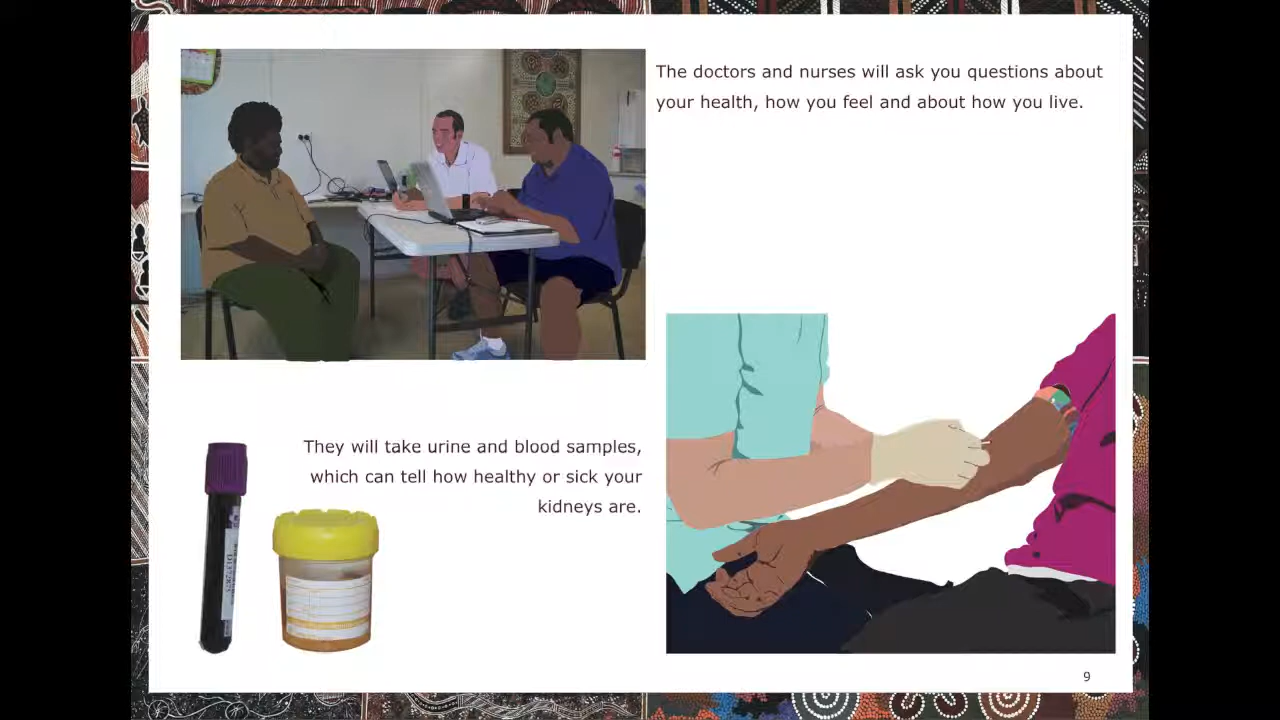 The doctors and nurses will ask you questions about
your health, how you feel and about how you live.
They will take urine and blood samples,
which can tell how healthy or sick your
kidneys are.
9